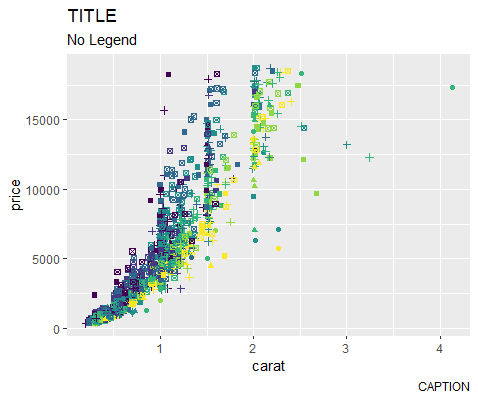 TITLE
No Legend
price
15000
10000
5000
0
1 2 3 4
carat
CAPTION